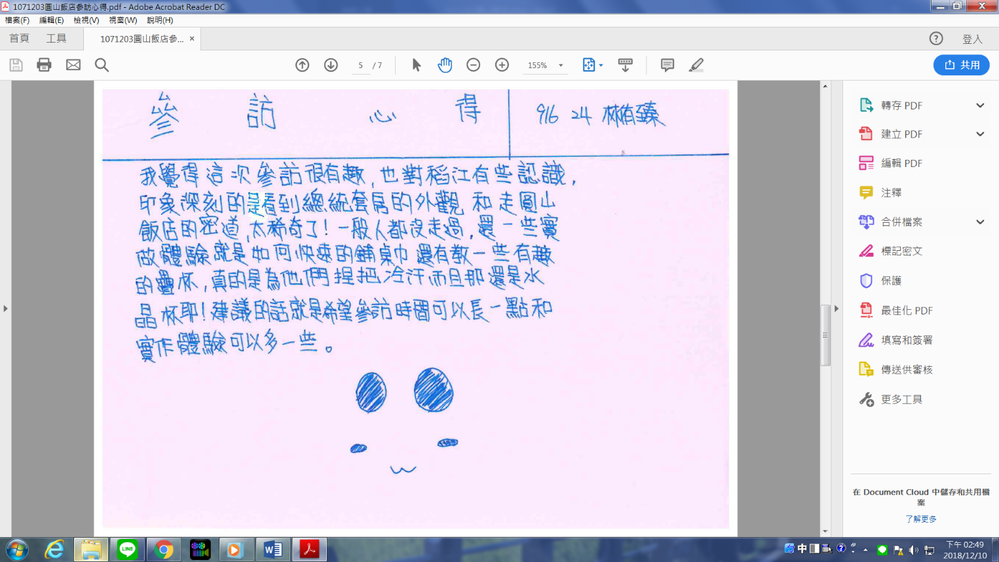 1071203圓山飯店參訪心得.pdf - Adobe Acrobat Reader DC
檔案(F) 編輯(E) 檢視(V) 視窗(W) 說明(H)
首頁 工具 1071203圓山飯店參... × 登入
5 / 7 155% 共用
參訪心得 916 24 林宥臻
我覺得這次參訪很有趣,也對稻江有些認識,
印象深刻的是看到總統套房的外觀和走圓山
飯店的密道,太稀奇了!一般人都沒走過,還一些實
做體驗就是如何快速的鋪桌巾還有教一些有趣
的疊杯,真的是為他們捏把冷汗而且那還是水
晶杯耶!建議的話就是希望參訪時間可以長一點和
實作體驗可以多一些。
轉存 PDF
建立 PDF
編輯 PDF
注釋
合併檔案
標記密文
保護
最佳化 PDF
填寫和簽署
傳送供審核
更多工具
在 Document Cloud 中儲存和共用檔
案
了解更多
LINE
中
下午 02:49
2018/12/10